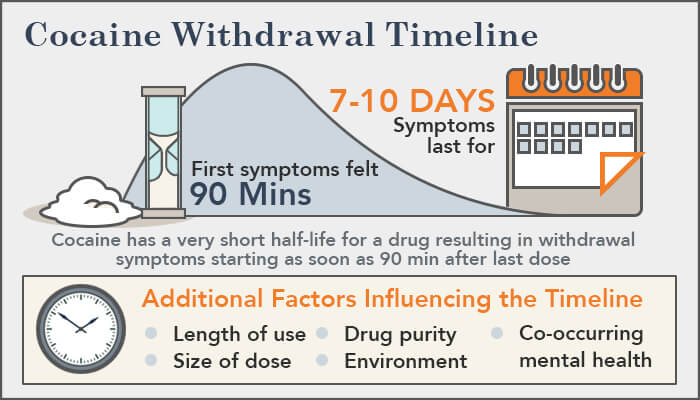 Cocaine Withdrawal Timeline
7-10 DAYS
Symptoms
last for
First symptoms felt
90 Mins
Cocaine has a very short half-life for a drug resulting in withdrawal
symptoms starting as soon as 90 min after last dose
Additional Factors Influencing the Timeline
Length of use
Size of dose
Drug purity
Environment
Co-occurring
mental health